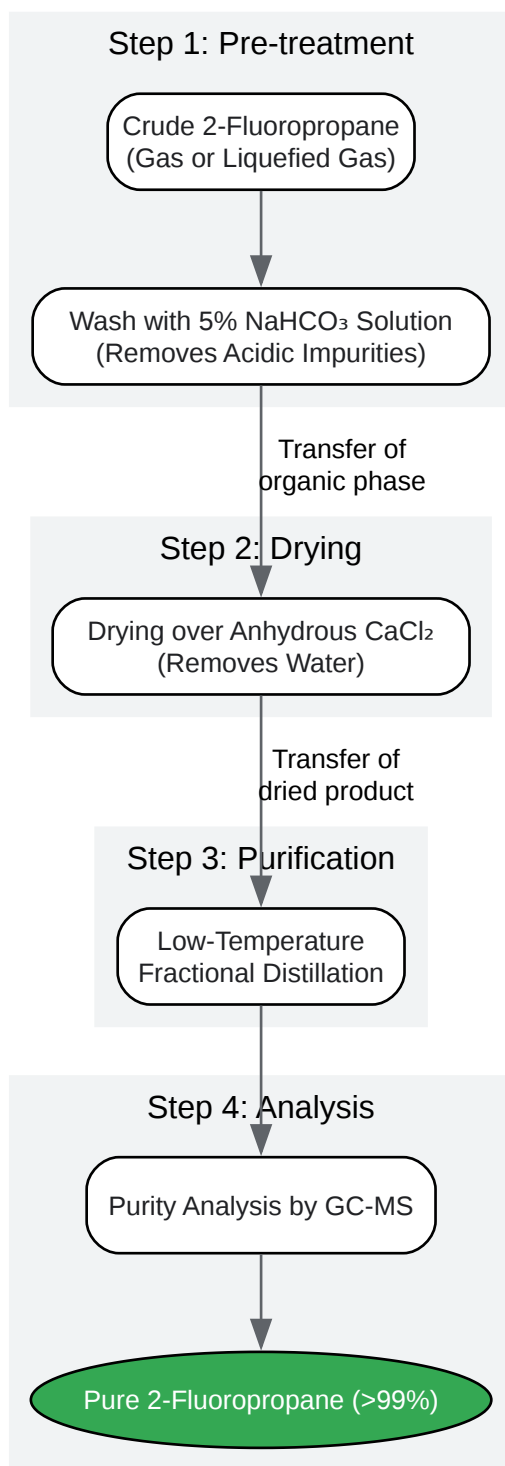 Step 1: Pre-treatment
Crude 2-Fluoropropane
(Gas or Liquefied Gas)
Wash with 5% NaHCO₃ Solution
(Removes Acidic Impurities)
Transfer of
organic phase
Step 2: Drying
Drying over Anhydrous CaCl₂
(Removes Water)
Transfer of
dried product
Step 3: Purification
Low-Temperature
Fractional Distillation
Step 4: Analysis
Purity Analysis by GC-MS
Pure 2-Fluoropropane (>99%)